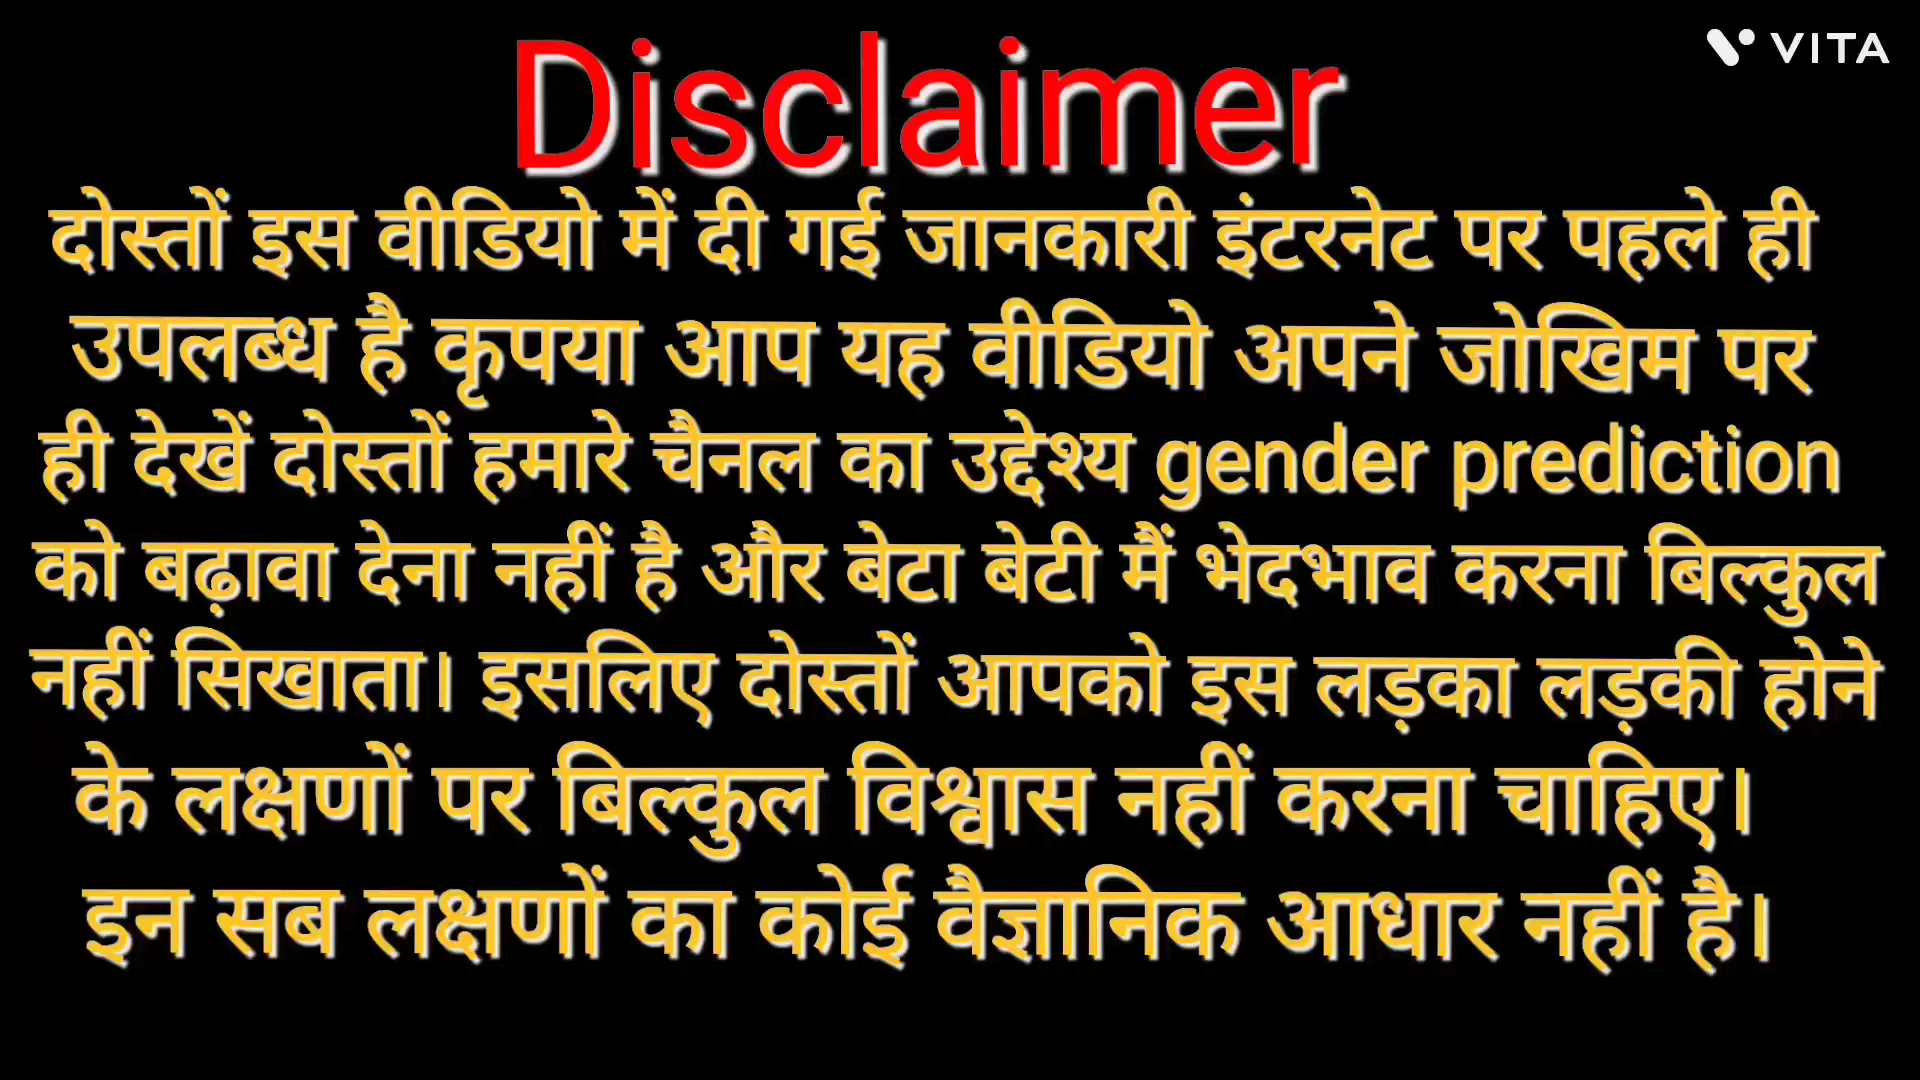 Disclaimer
VITA
दोस्तों इस वीडियो में दी गई जानकारी इंटरनेट पर पहले ही
उपलब्ध है कृपया आप यह वीडियो अपने जोखिम पर
ही देखें दोस्तों हमारे चैनल का उद्देश्य gender prediction
को बढ़ावा देना नहीं है और बेटा बेटी मैं भेदभाव करना बिल्कुल
नहीं सिखाता। इसलिए दोस्तों आपको इस लड़का लड़की होने
के लक्षणों पर बिल्कुल विश्वास नहीं करना चाहिए।
इन सब लक्षणों का कोई वैज्ञानिक आधार नहीं है।